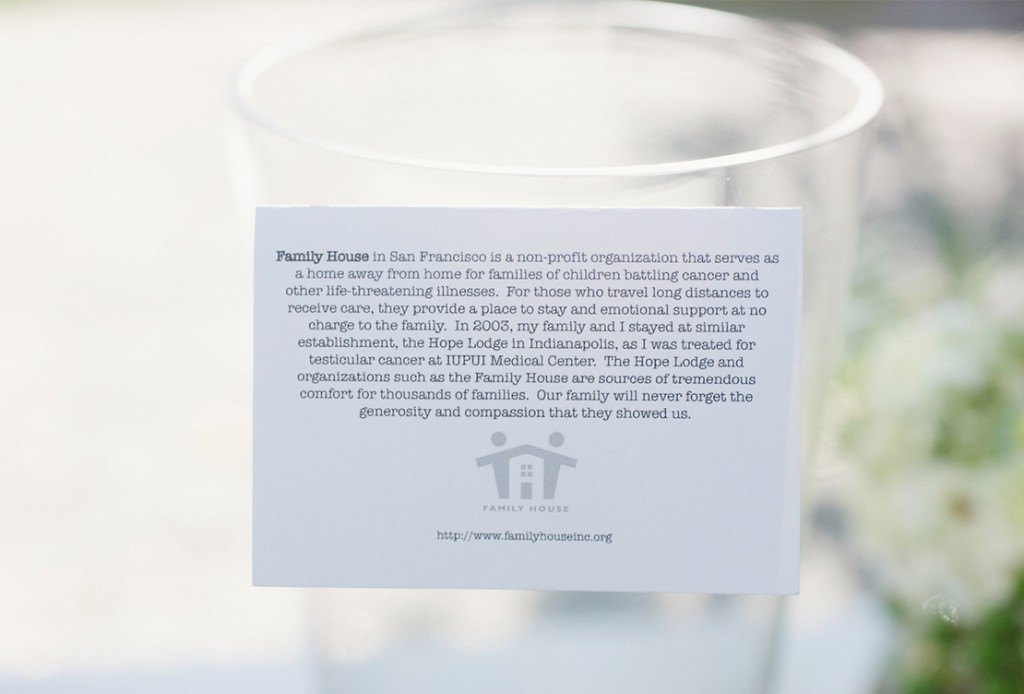 Family House in San Francisco is a non-profit organization that serves as
a home away from home for families of children battling cancer and
other life-threatening illnesses.  For those who travel long distances to
receive care, they provide a place to stay and emotional support at no
charge to the family.  In 2003, my family and I stayed at similar
establishment, the Hope Lodge in Indianapolis, as I was treated for
testicular cancer at IUPUI Medical Center.  The Hope Lodge and
organizations such as the Family House are sources of tremendous
comfort for thousands of families.  Our family will never forget the
generosity and compassion that they showed us.
FAMILY HOUSE
http://www.familyhouseinc.org